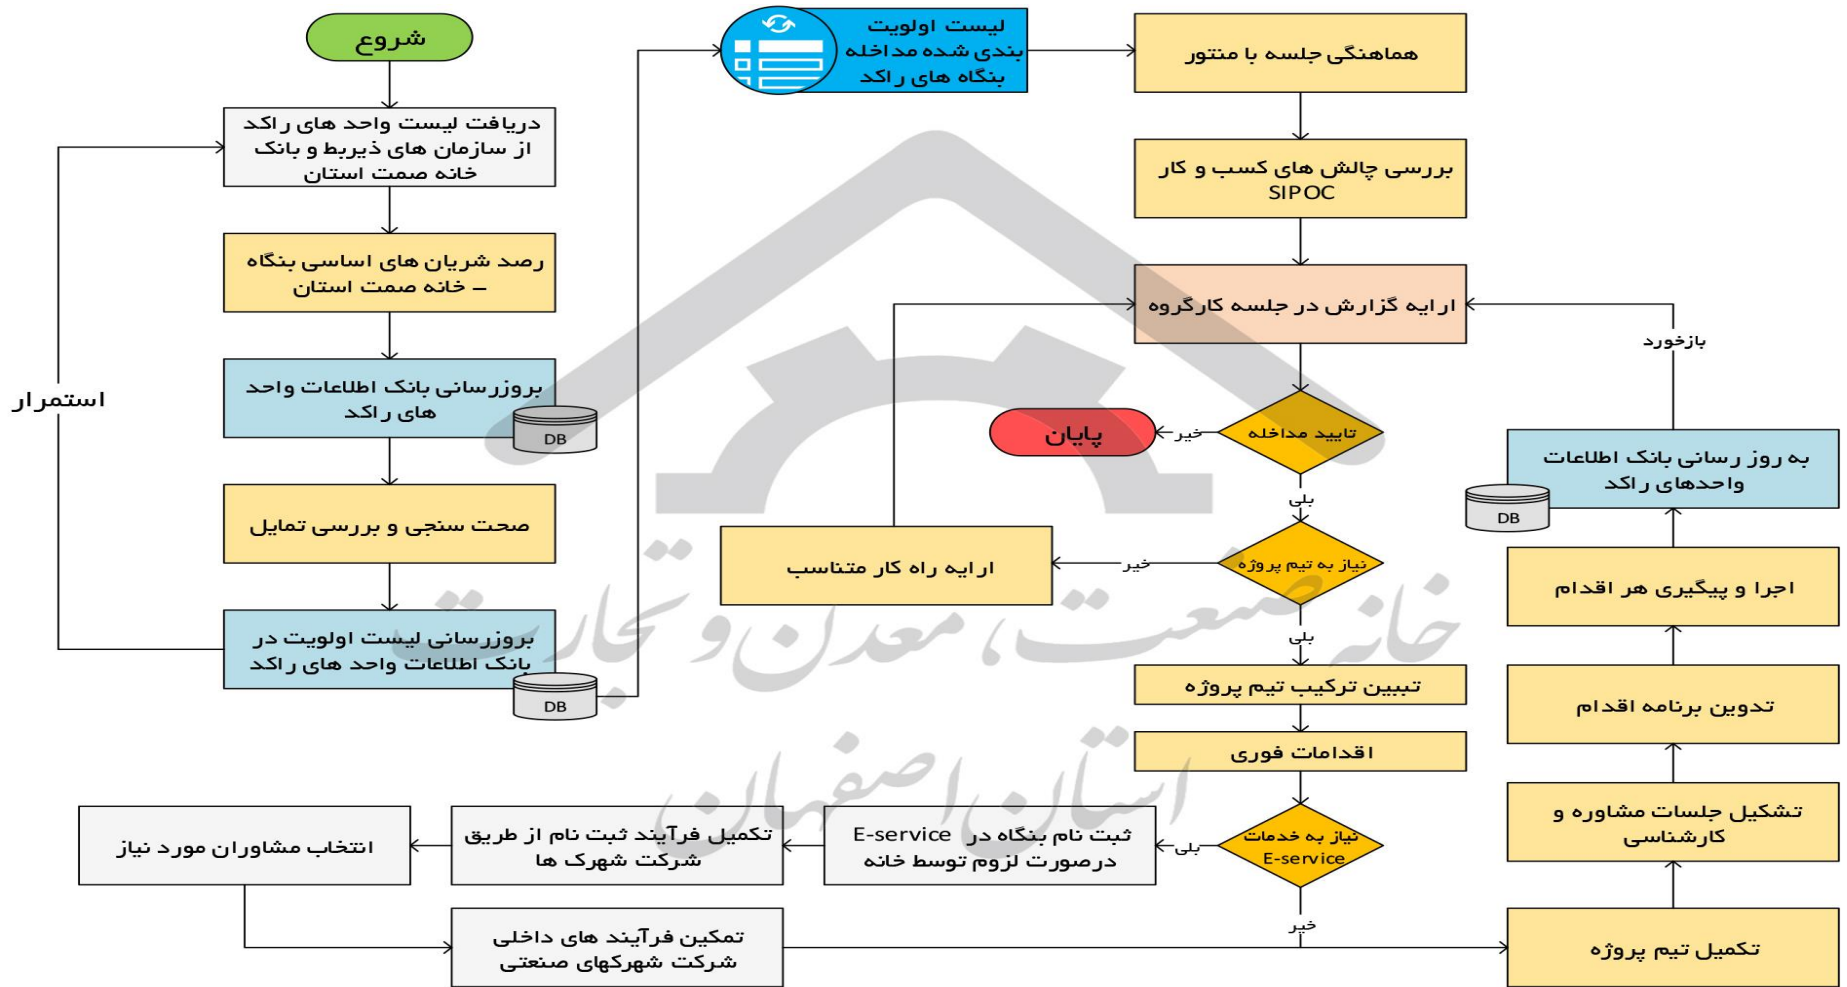 شروع
دریافت لیست واحد های راکد
از سازمان های ذیربط و بانک
خانه صمت استان
رصد شریان های اساسی بنگاه
– خانه صمت استان
بروزرسانی بانک اطلاعات واحد
های راکد
DB
صحت سنجی و بررسی تمایل
بروزرسانی لیست اولویت در
بانک اطلاعات واحد های راکد
DB
استمرار
لیست اولویت
بندی شده مداخله
بنگاه های راکد
هماهنگی جلسه با منتور
بررسی چالش های کسب و کار
SIPOC
ارایه گزارش در جلسه کارگروه
تایید مداخله
خیر
پایان
بلی
نیاز به تیم پروژه
خیر
ارایه راه کار متناسب
بلی
تبیین ترکیب تیم پروژه
اقدامات فوری
نیاز به خدمات
E-service
بلی
ثبت نام بنگاه در E-service
درصورت لزوم توسط خانه
تکمیل فرآیند ثبت نام از طریق
شرکت شهرک ها
انتخاب مشاوران مورد نیاز
تمکین فرآیند های داخلی
شرکت شهرکهای صنعتی
خیر
تکمیل تیم پروژه
تشکیل جلسات مشاوره و
کارشناسی
تدوین برنامه اقدام
اجرا و پیگیری هر اقدام
به روز رسانی بانک اطلاعات
واحدهای راکد
DB
بازخورد
خانه صنعت، معدن و تجارت
استان اصفهان